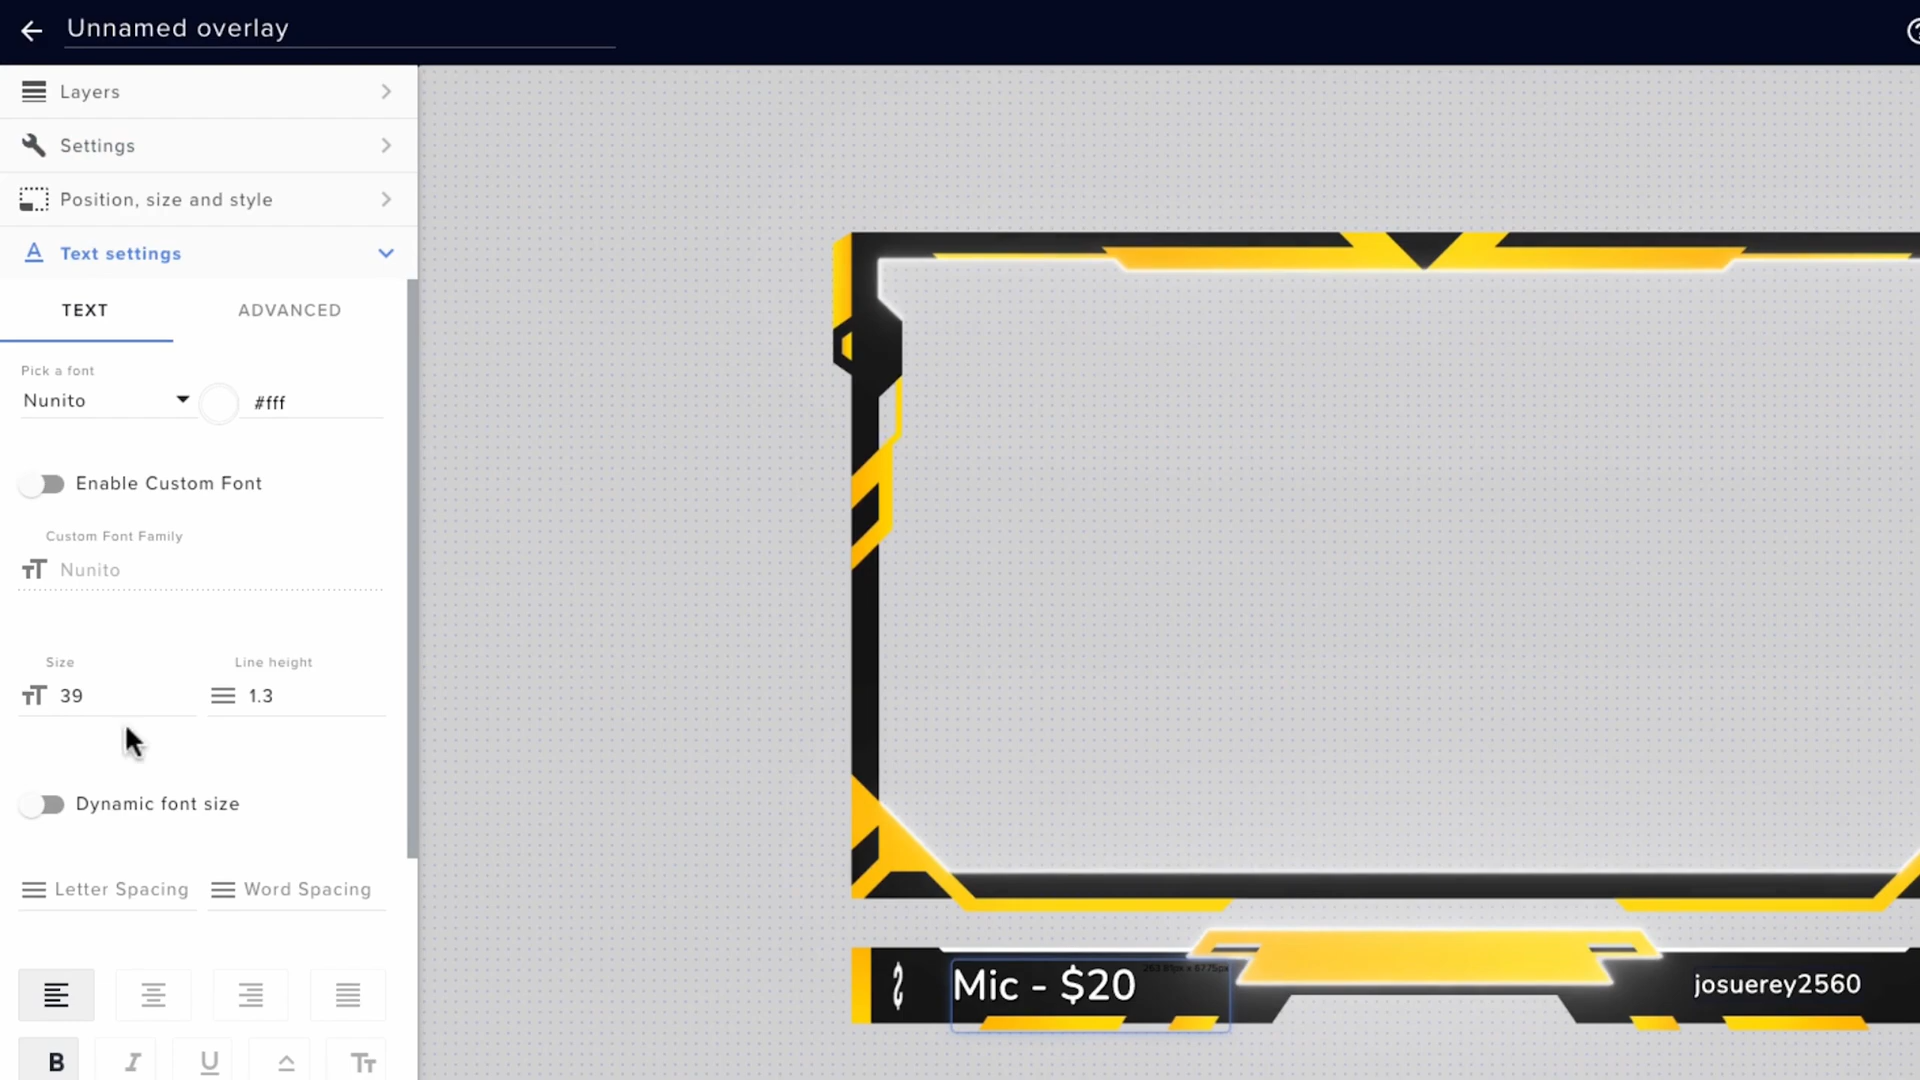 Unnamed overlay
Layers
Settings
Position, size and style
Text settings
TEXT
ADVANCED
Pick a font
Nunito
#fff
Enable Custom Font
Custom Font Family
Nunito
Size
Line height
39
1.3
Dynamic font size
Letter Spacing
Word Spacing
B
I
U
Tт
Mic - $20
josuerey2560